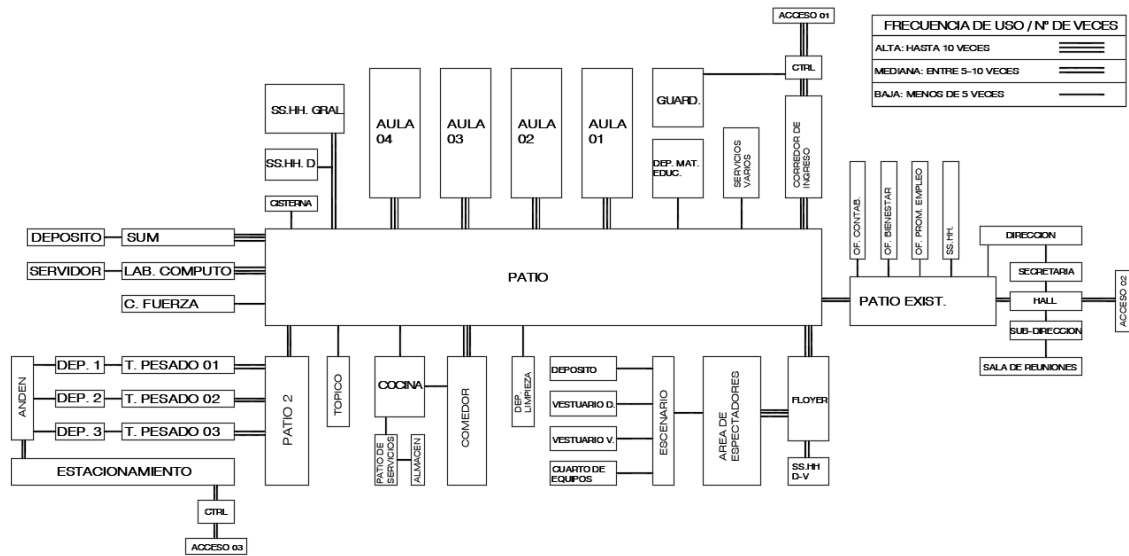 ACCESO 01
FRECUENCIA DE USO / N° DE VECES
ALTA: HASTA 10 VECES
MEDIANA: ENTRE 5-10 VECES
BAJA: MENOS DE 5 VECES
CTRL
SS.HH. GRAL.
AULA
04
AULA
03
AULA
02
AULA
01
GUARD.
CORREDOR DE
INGRESO
SS.HH. D
DEP. MAT.
EDUC.
SERVICIOS
VARIOS
CISTERNA
OF. CONTAB.
OF. BIENESTAR
OF. PROM. EMPLEO
SS.HH.
DEPOSITO
SUM
DIRECCION
SERVIDOR
LAB. COMPUTO
PATIO
SECRETARIA
C. FUERZA
PATIO EXIST.
HALL
ACCESO 02
SUB-DIRECCION
SALA DE REUNIONES
ANDEN
DEP. 1
T. PESADO 01
DEP. 2
T. PESADO 02
DEP. 3
T. PESADO 03
PATIO 2
TOPICO
COCINA
COMEDOR
DEP.
LIMPIEZA
DEPOSITO
VESTUARIO D.
VESTUARIO V.
CUARTO DE
EQUIPOS
ESCENARIO
AREA DE
ESPECTADORES
FLOYER
SS.HH
D-V
PATIO DE
SERVICIOS
ALMACEN
ESTACIONAMIENTO
CTRL
ACCESO 03